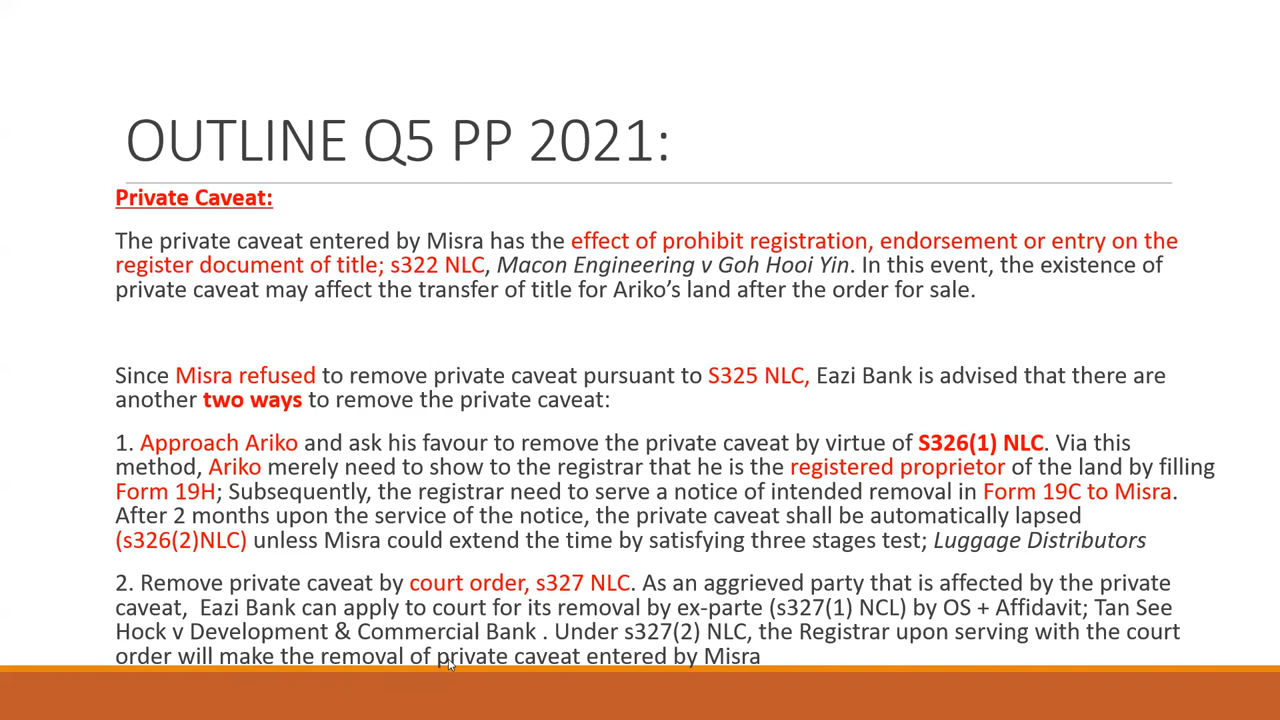 OUTLINE Q5 PP 2021:
Private Caveat:
The private caveat entered by Misra has the effect of prohibit registration, endorsement or entry on the
register document of title; s322 NLC, Macon Engineering v Goh Hooi Yin. In this event, the existence of
private caveat may affect the transfer of title for Ariko's land after the order for sale.
Since Misra refused to remove private caveat pursuant to S325 NLC, Eazi Bank is advised that there are
another two ways to remove the private caveat:
1. Approach Ariko and ask his favour to remove the private caveat by virtue of S326(1) NLC. Via this
method, Ariko merely need to show to the registrar that he is the registered proprietor of the land by filling
Form 19H; Subsequently, the registrar need to serve a notice of intended removal in Form 19C to Misra.
After 2 months upon the service of the notice, the private caveat shall be automatically lapsed
(s326(2)NLC) unless Misra could extend the time by satisfying three stages test; Luggage Distributors
2. Remove private caveat by court order, s327 NLC. As an aggrieved party that is affected by the private
caveat, Eazi Bank can apply to court for its removal by ex-parte (s327(1) NCL) by OS + Affidavit; Tan See
Hock v Development & Commercial Bank . Under s327(2) NLC, the Registrar upon serving with the court
order will make the removal of private caveat entered by Misra